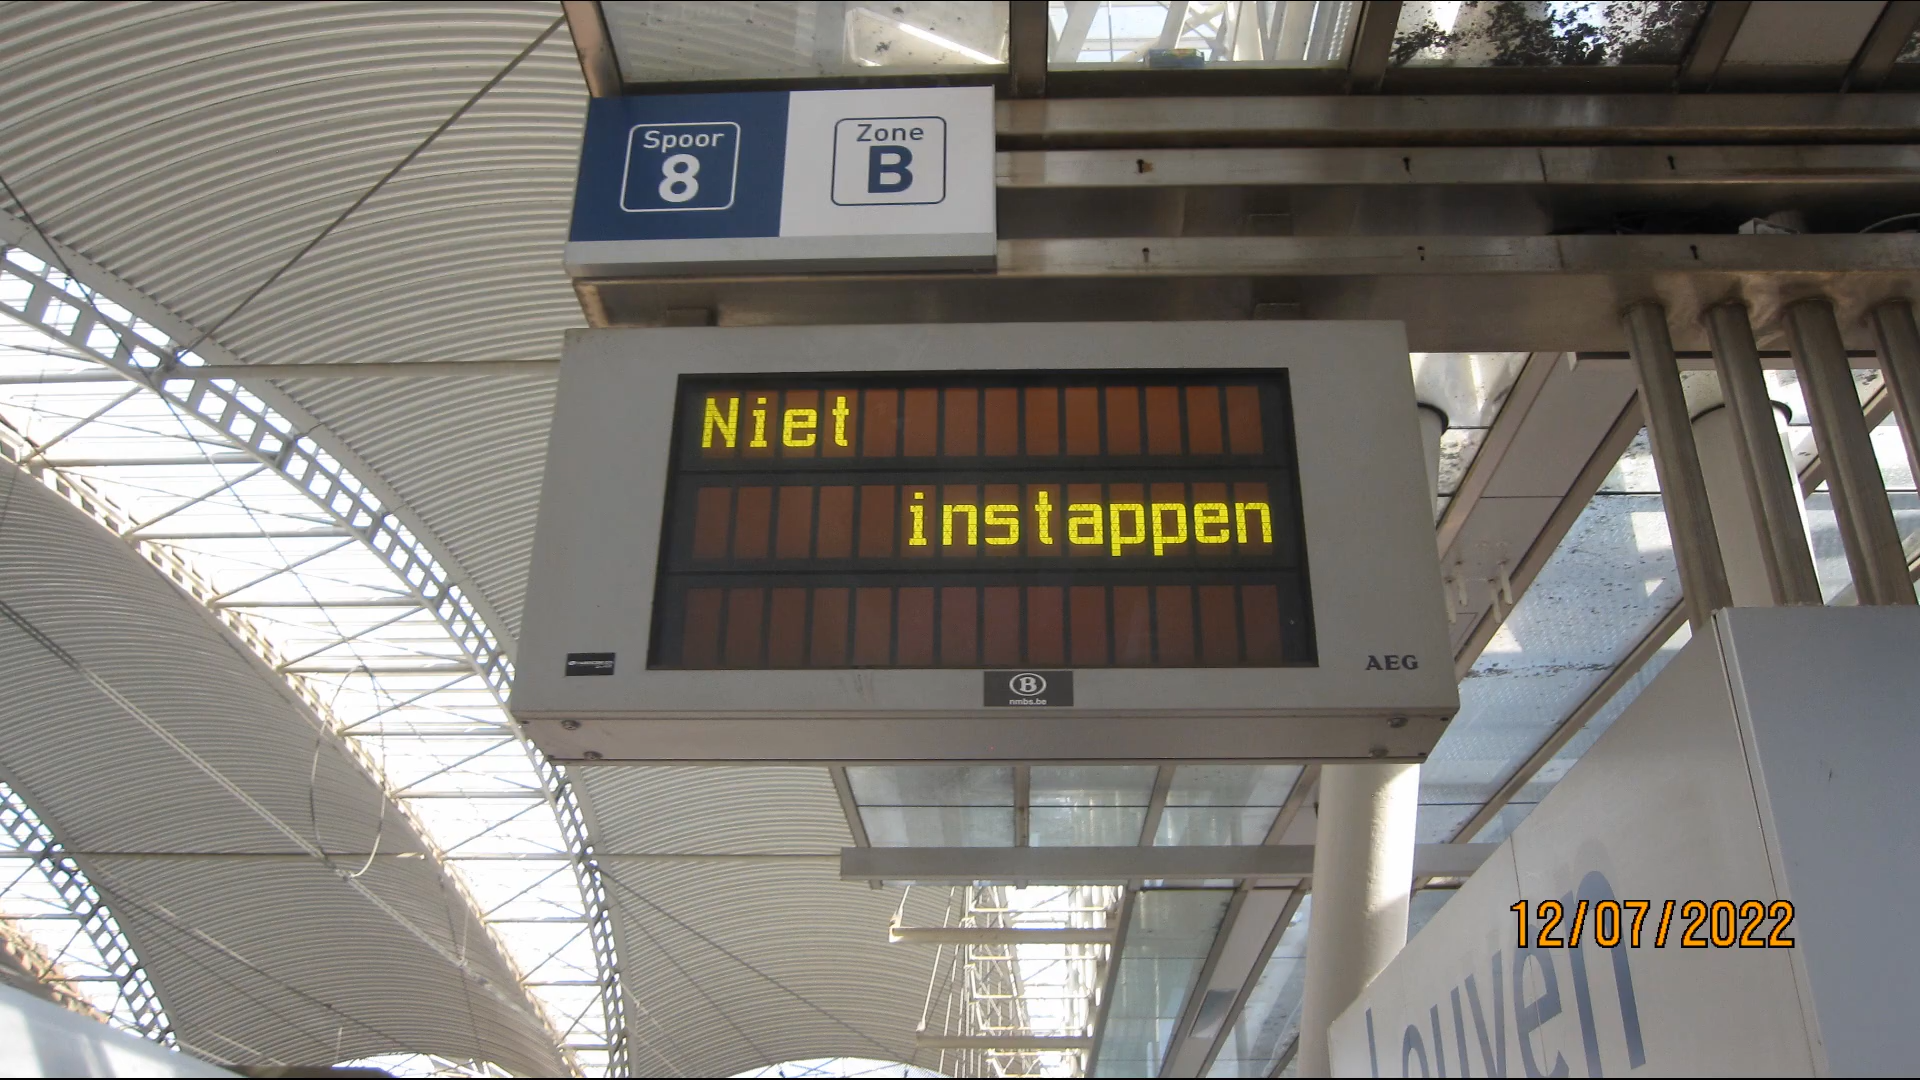 Spoor
8
Zone
B
Niet
instappen
AEG
B
nmbs.be
12/07/2022
Leuven